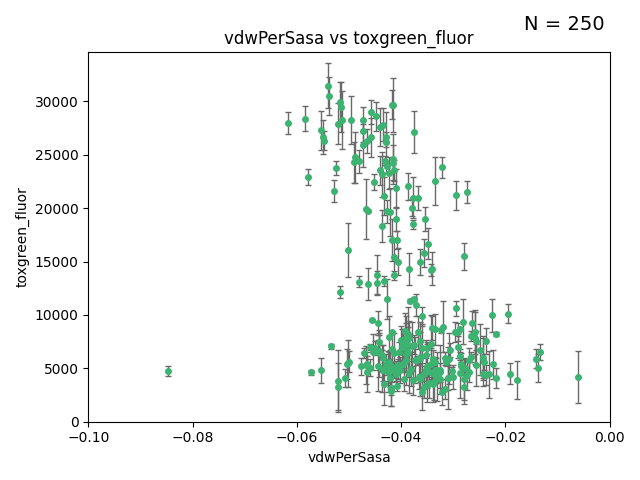 N = 250
vdwPerSasa vs toxgreen_fluor
toxgreen_fluor
30000
25000
20000
15000
10000
5000
0
−0.10 −0.08 −0.06 −0.04 −0.02 0.00
vdwPerSasa